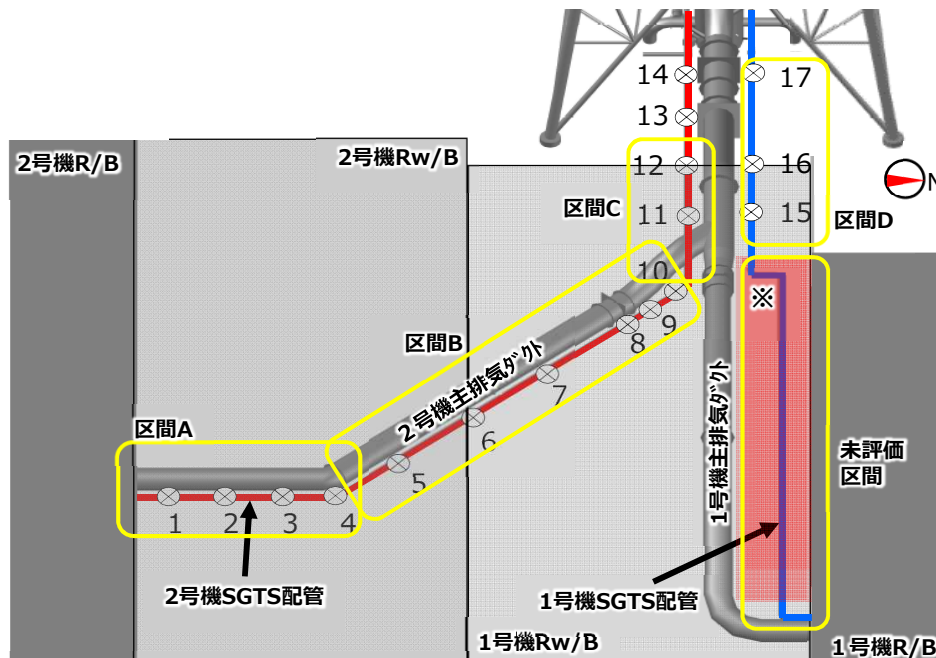 14
13
12
11
10
9
8
7
6
5
4
3
2
1
17
16
15
N
2号機R/B
2号機Rw/B
区間C
区間D
区間B
区間A
※
2号機主排気ダクト
1号機主排気ダクト
未評価
区間
2号機SGTS配管
1号機SGTS配管
1号機Rw/B
1号機R/B